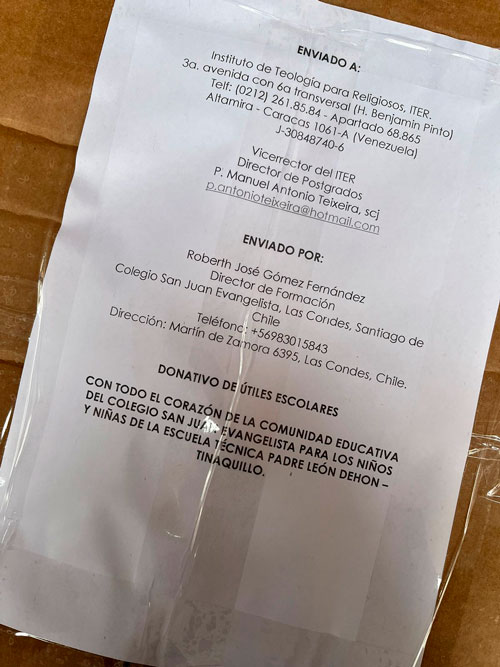 ENVIADO A:
Instituto de Teología para Religiosos, ITER.
3a. avenida con 6a transversal (H. Benjamin Pinto)
Telf: (0212) 261.85.84 - Apartado 68.865
Altamira - Caracas 1061-A (Venezuela)
J-30848740-6
Vicerrector del ITER
Director de Postgrados
P. Manuel Antonio Teixeira, scj
p.antonioteixeira@hotmail.com
ENVIADO POR:
Roberth José Gómez Fernández
Director de Formación
Colegio San Juan Evangelista, Las Condes, Santiago de
Chile
Teléfono: +56983015843
Dirección: Martín de Zamora 6395, Las Condes, Chile.
DONATIVO DE ÚTILES ESCOLARES
CON TODO EL CORAZÓN DE LA COMUNIDAD EDUCATIVA
DEL COLEGIO SAN JUAN EVANGELISTA PARA LOS NIÑOS
Y NIÑAS DE LA ESCUELA TÉCNICA PADRE LEÓN DEHON –
TINAQUILLO.